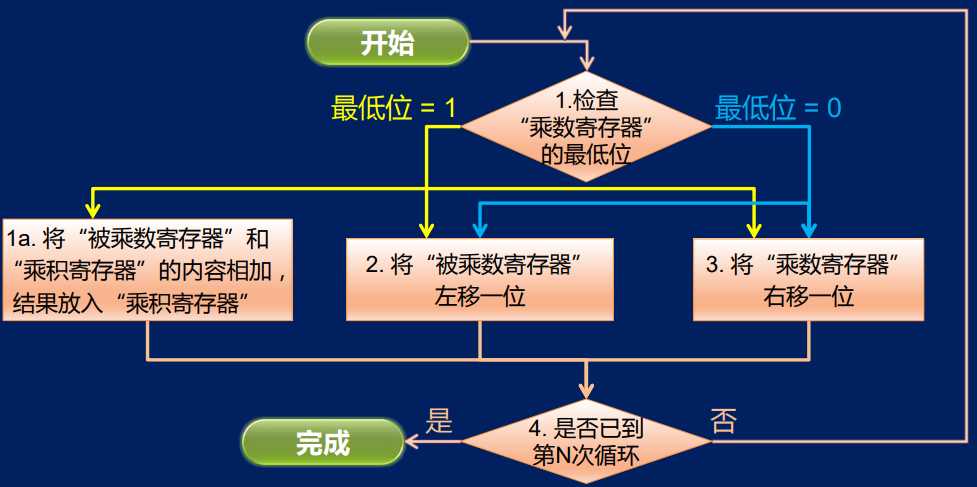 开始
最低位 = 1
1.检查
“乘数寄存器”
的最低位
最低位 = 0
1a. 将“被乘数寄存器”和
“乘积寄存器”的内容相加，
结果放入“乘积寄存器”
2. 将“被乘数寄存器”
左移一位
3. 将“乘数寄存器”
右移一位
完成
是
4. 是否已到
第N次循环
否